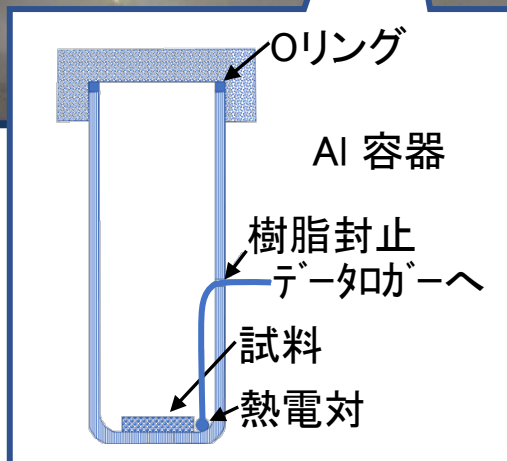 Oリング
Al 容器
樹脂封止
ﾃﾞｰﾀﾛｶﾞｰへ
試料
熱電対